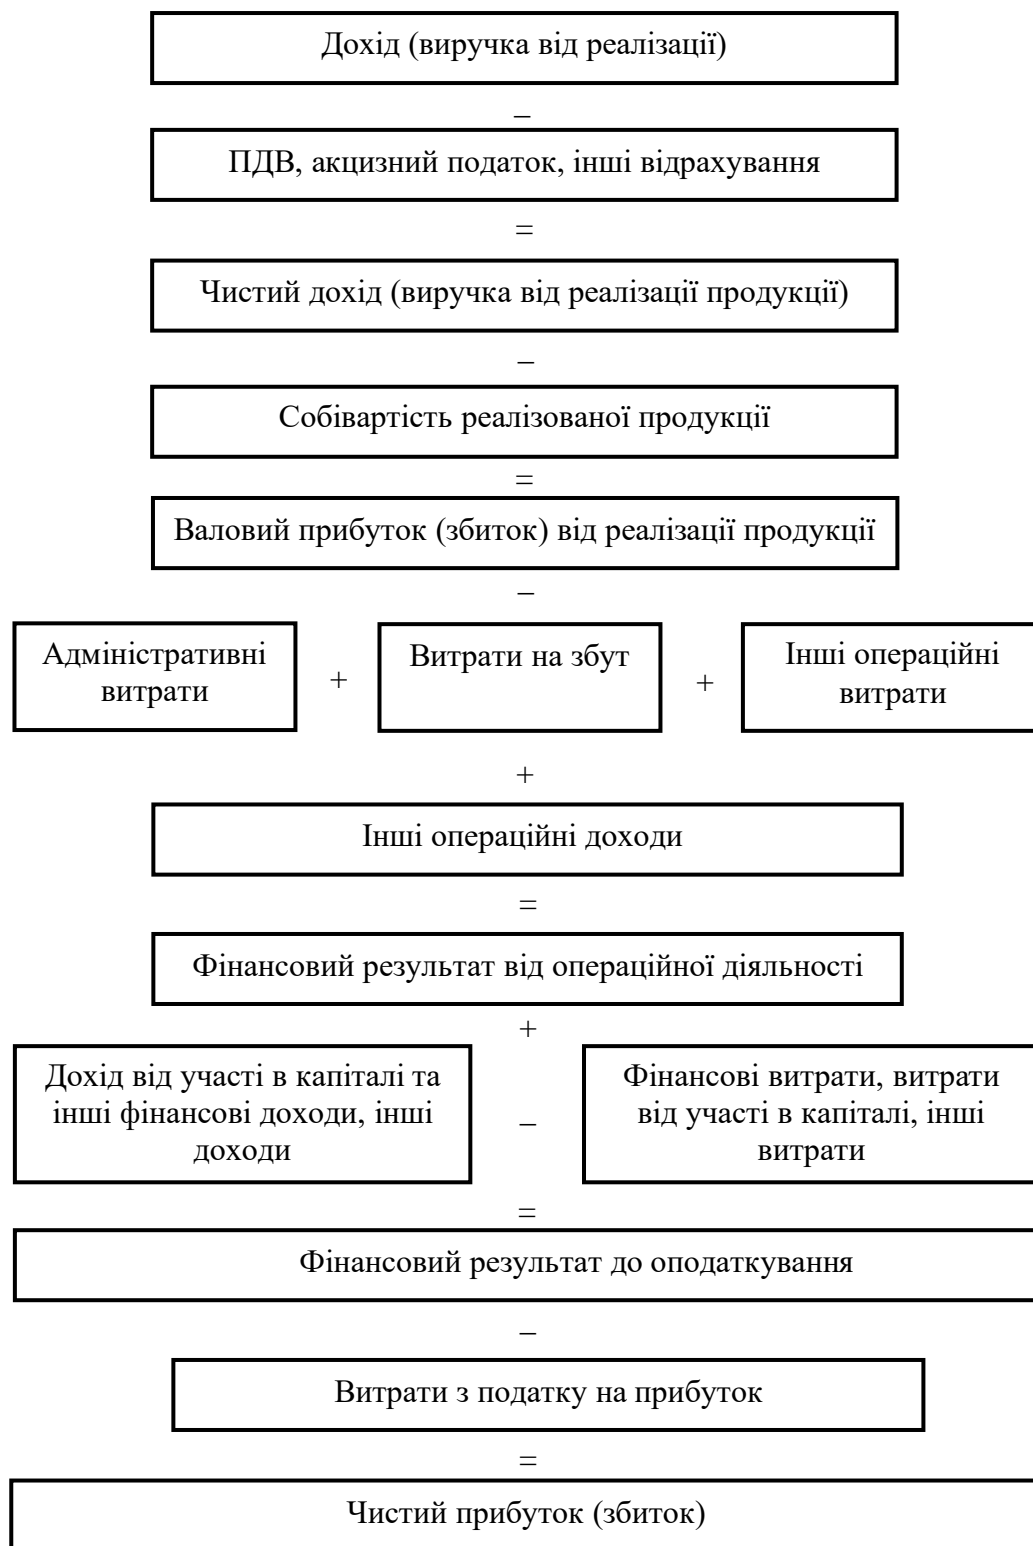 Дохід (виручка від реалізації)
–
ПДВ, акцизний податок, інші відрахування
=
Чистий дохід (виручка від реалізації продукції)
–
Собівартість реалізованої продукції
=
Валовий прибуток (збиток) від реалізації продукції
–
Адміністративні
витрати
+
Витрати на збут
+
Інші операційні
витрати
+
Інші операційні доходи
=
Фінансовий результат від операційної діяльності
+
Дохід від участі в капіталі та
інші фінансові доходи, інші
доходи
–
Фінансові витрати, витрати
від участі в капіталі, інші
витрати
=
Фінансовий результат до оподаткування
–
Витрати з податку на прибуток
=
Чистий прибуток (збиток)